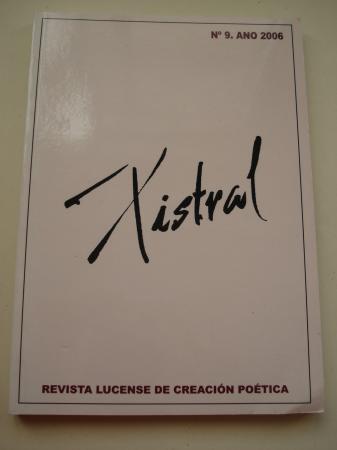 Nº 9. ANO 2006
Xistral
REVISTA LUCENSE DE CREACIÓN POÉTICA